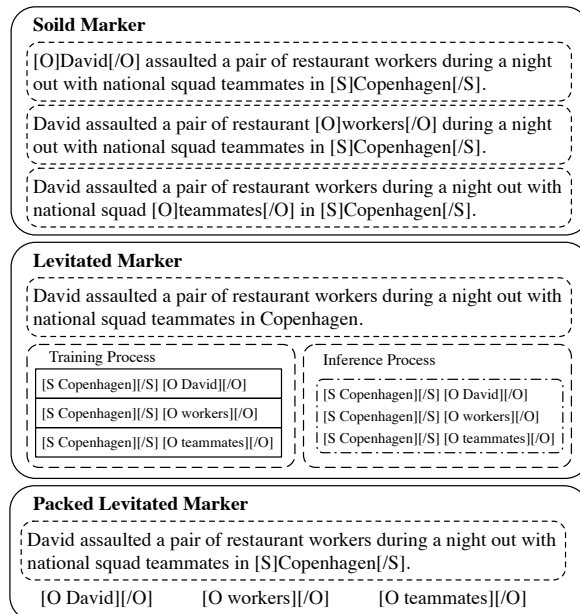 Soild Marker
[O]David[/O] assaulted a pair of restaurant workers during a night
out with national squad teammates in [S]Copenhagen[/S].
David assaulted a pair of restaurant [O]workers[/O] during a night
out with national squad teammates in [S]Copenhagen[/S].
David assaulted a pair of restaurant workers during a night out with
national squad [O]teammates[/O] in [S]Copenhagen[/S].
Levitated Marker
David assaulted a pair of restaurant workers during a night out with
national squad teammates in Copenhagen.
Training Process
[S Copenhagen][/S] [O David][/O]
[S Copenhagen][/S] [O workers][/O]
[S Copenhagen][/S] [O teammates][/O]
Inference Process
[S Copenhagen][/S] [O David][/O]
[S Copenhagen][/S] [O workers][/O]
[S Copenhagen][/S] [O teammates][/O]
Packed Levitated Marker
David assaulted a pair of restaurant workers during a night out with
national squad teammates in [S]Copenhagen[/S].
[O David][/O] [O workers][/O] [O teammates][/O]